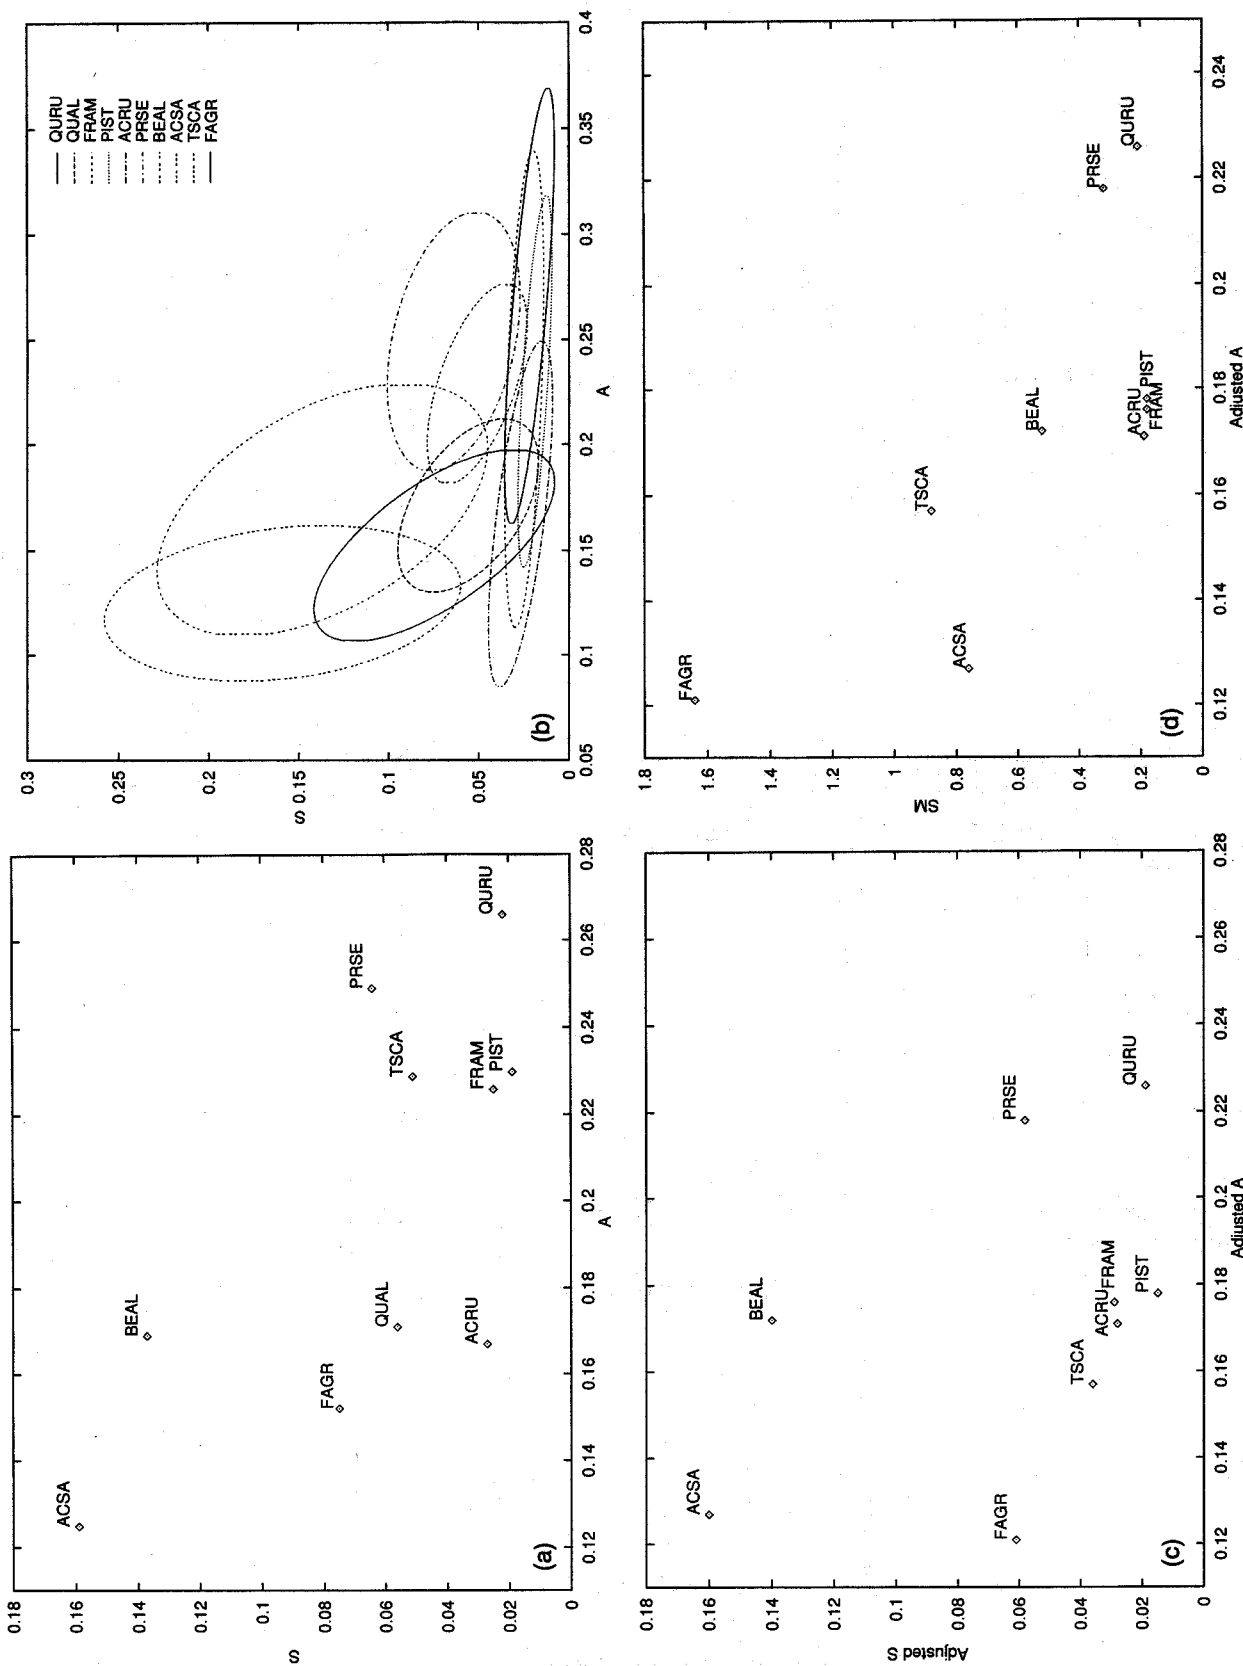 (a)
S
0.18
0.16
0.14
0.12
0.1
0.08
0.06
0.04
0.02
0
0.12
0.14
0.16
0.18
0.2
0.22
0.24
0.26
0.28
A
ACSA
BEAL
FAGR
QUAL
ACRU
TSCA
PRSE
FRAM
PIST
QURU
(b)
S
0.3
0.25
0.2
0.15
0.1
0.05
0
0.05
0.1
0.15
0.2
0.25
0.3
0.35
0.4
A
QURU
QUAL
FRAM
PIST
ACRU
PRSE
BEAL
ACSA
TSCA
FAGR
(c)
Adjusted S
0.18
0.16
0.14
0.12
0.1
0.08
0.06
0.04
0.02
0
0.12
0.14
0.16
0.18
0.2
0.22
0.24
0.26
0.28
Adjusted A
ACSA
BEAL
FAGR
TSCA
ACRU
FRAM
PIST
PRSE
QURU
(d)
SM
1.8
1.6
1.4
1.2
1
0.8
0.6
0.4
0.2
0
0.12
0.14
0.16
0.18
0.2
0.22
0.24
Adjusted A
FAGR
ACSA
TSCA
BEAL
ACRU
FRAM
PIST
PRSE
QURU